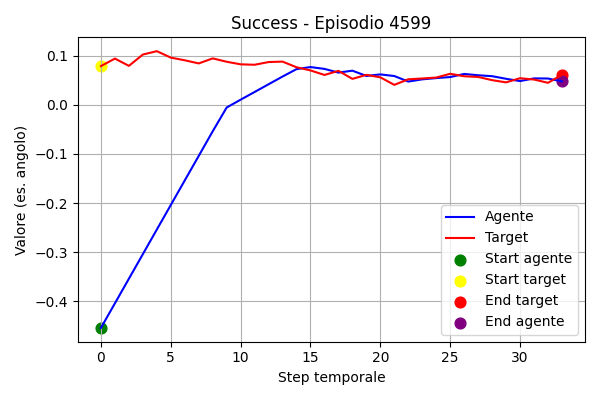 Success - Episodio 4599
Valore (es. angolo)
0.1
0.0
−0.1
−0.2
−0.3
−0.4
Agente
Target
Start agente
Start target
End target
End agente
0 5 10 15 20 25 30
Step temporale